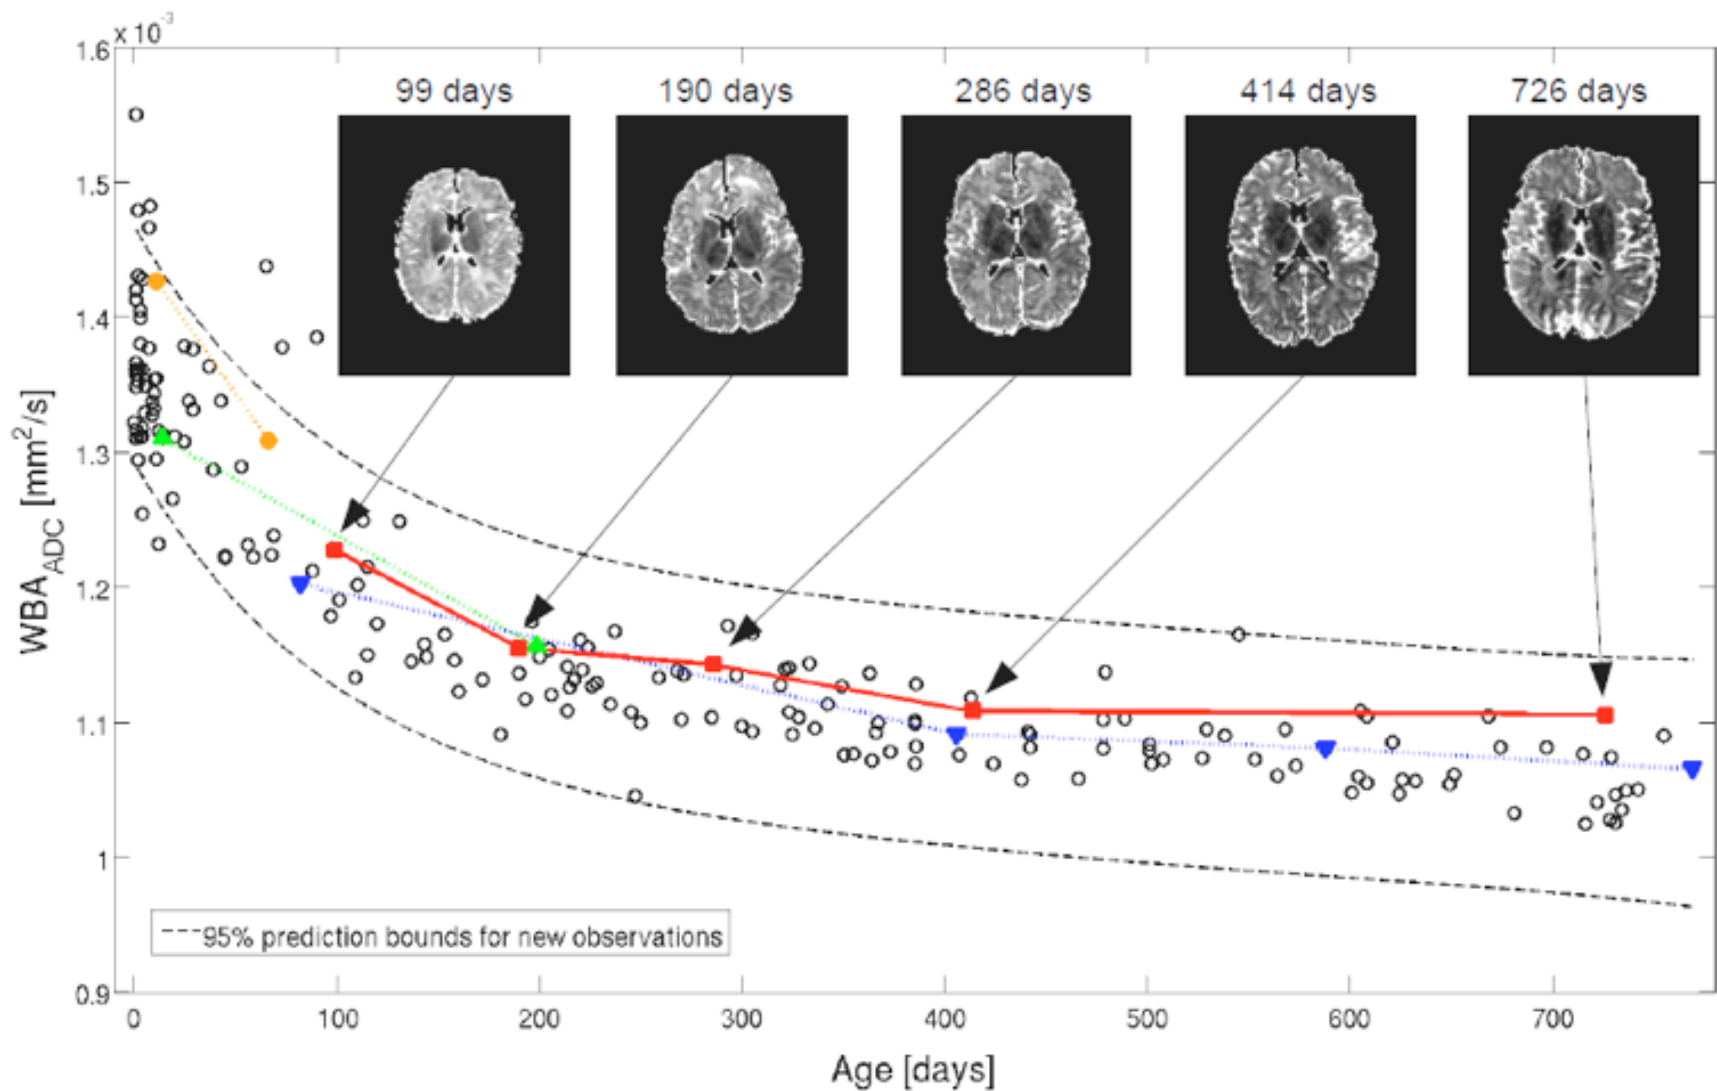 x 10⁻³
1.6
99 days 190 days 286 days 414 days 726 days
1.5
1.4
1.3
1.2
1.1
1
0.9
WBA_ADC [mm²/s]
95% prediction bounds for new observations
0 100 200 300 400 500 600 700
Age [days]